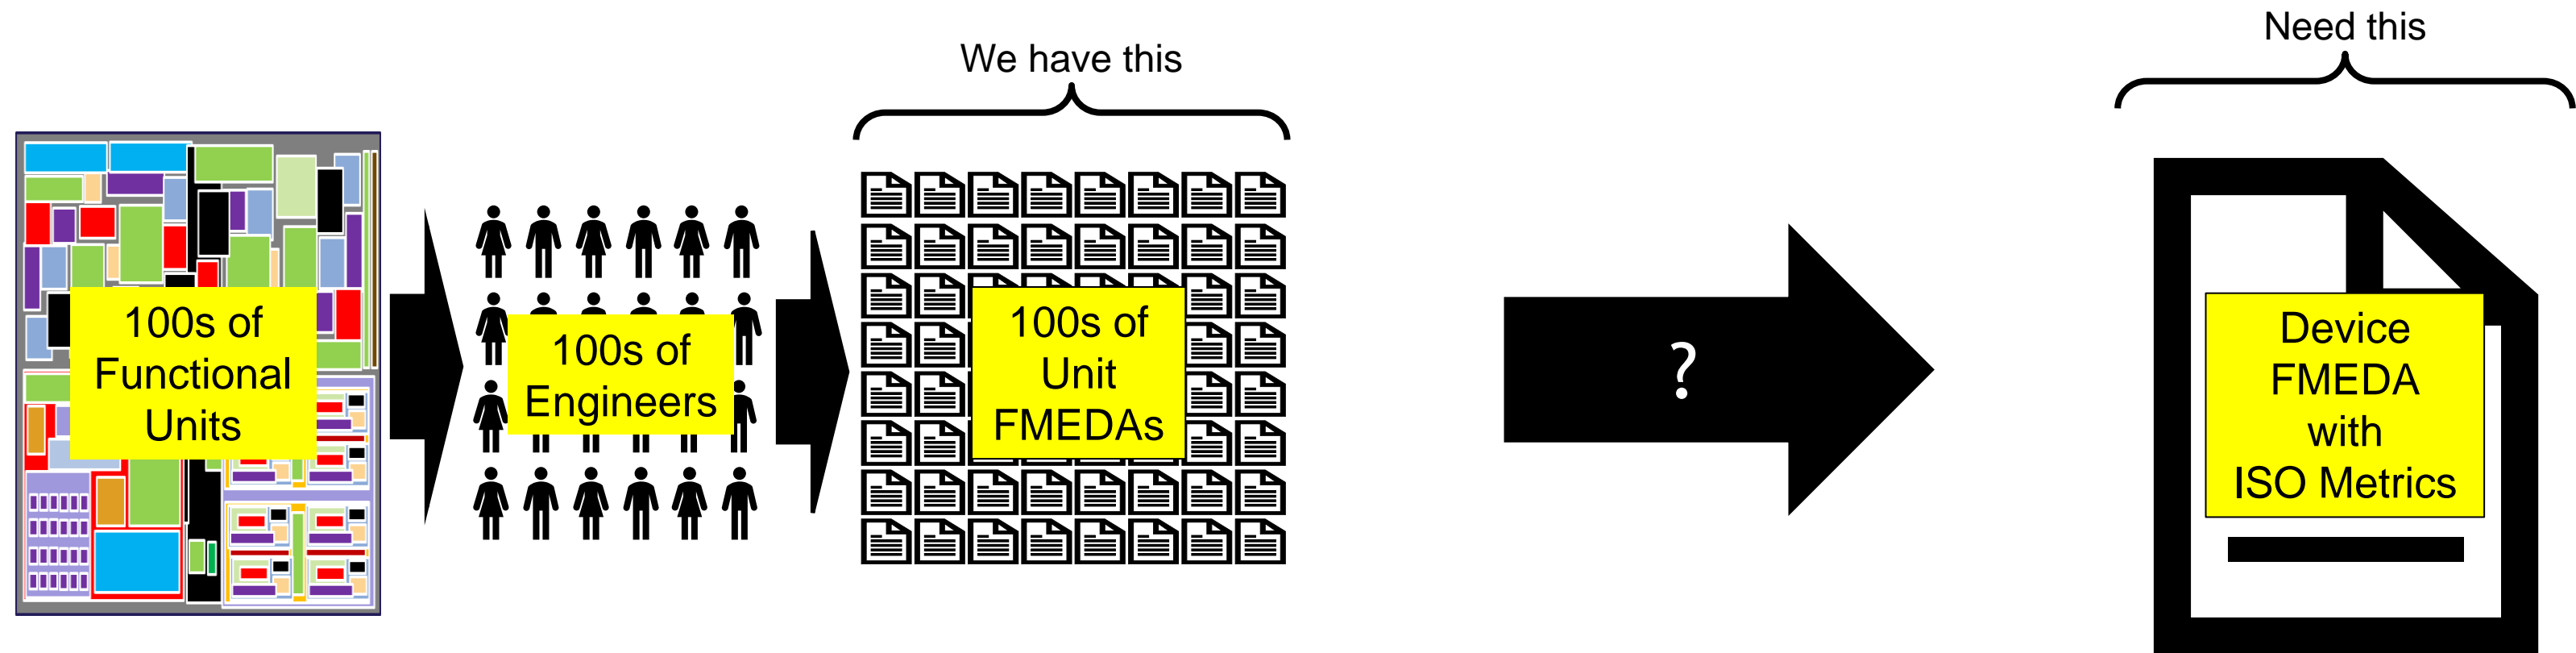 We have this
Need this
100s of
Functional
Units
100s of
Engineers
100s of
Unit
FMEDAs
?
Device
FMEDA
with
ISO Metrics